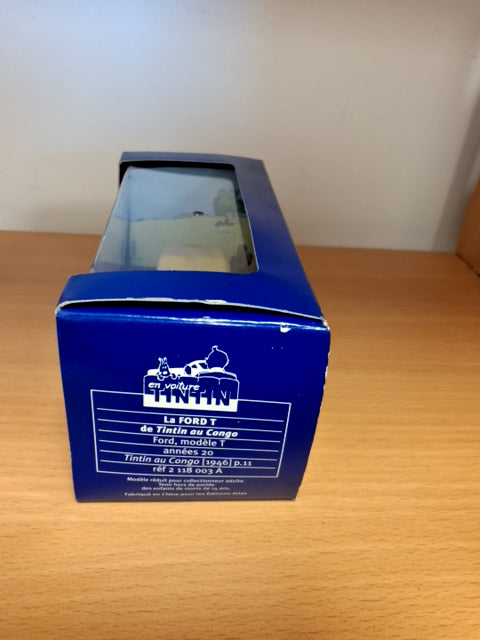 en voiture
TINTIN
La FORD T
de Tintin au Congo
Ford, modèle T
années 20
Tintin au Congo [1946] p.11
réf 2 118 003 A
Modèle réduit pour collectionneur adulte.
Tenir hors de portée
des enfants de moins de 14 ans.
Fabriqué en Chine pour les Éditions Atlas